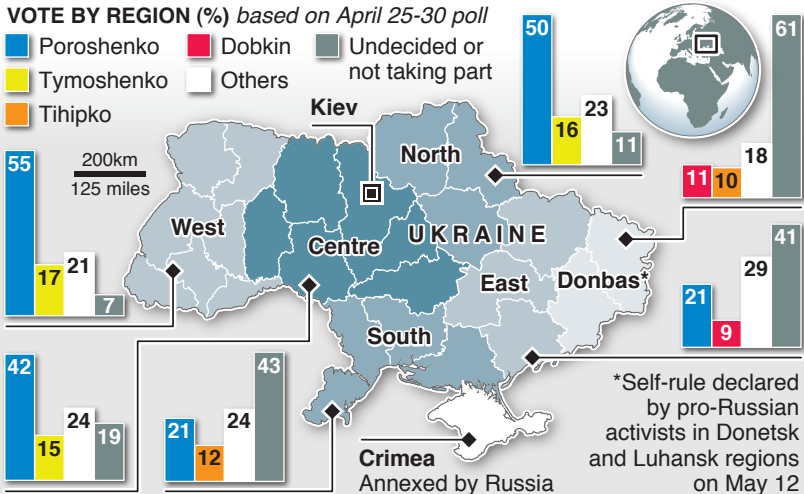 VOTE BY REGION (%) based on April 25-30 poll
Poroshenko
Dobkin
Undecided or
not taking part
Tymoshenko
Others
Tihipko
50
16
23
11
61
18
11
10
Kiev
200km
125 miles
North
55
17
21
7
West
Centre
UKRAINE
East
Donbas*
South
41
29
21
9
42
15
24
19
21
12
24
43
Crimea
Annexed by Russia
*Self-rule declared
by pro-Russian
activists in Donetsk
and Luhansk regions
on May 12